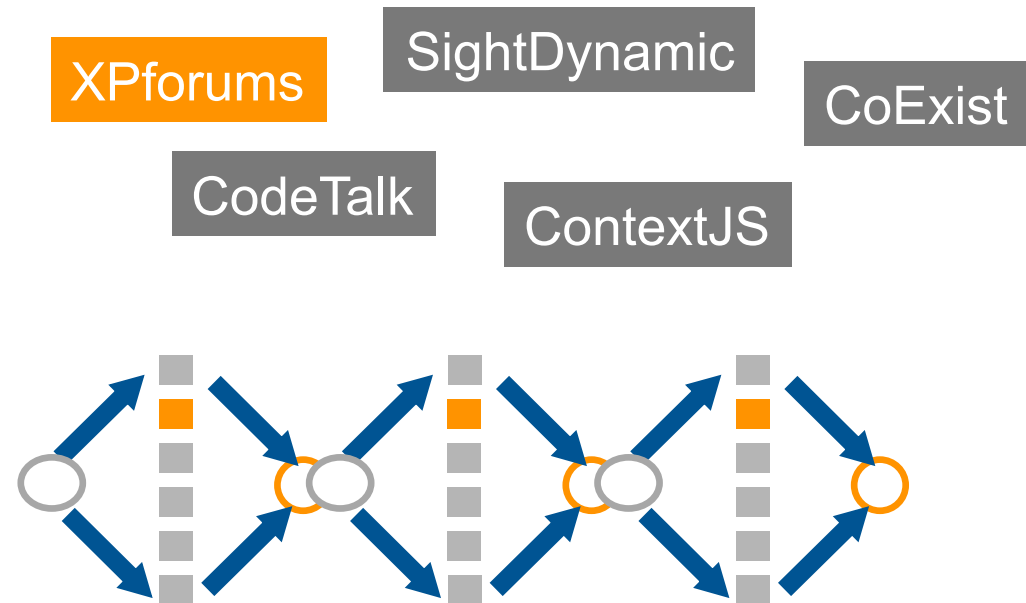 XPforums
SightDynamic
CoExist
CodeTalk
ContextJS